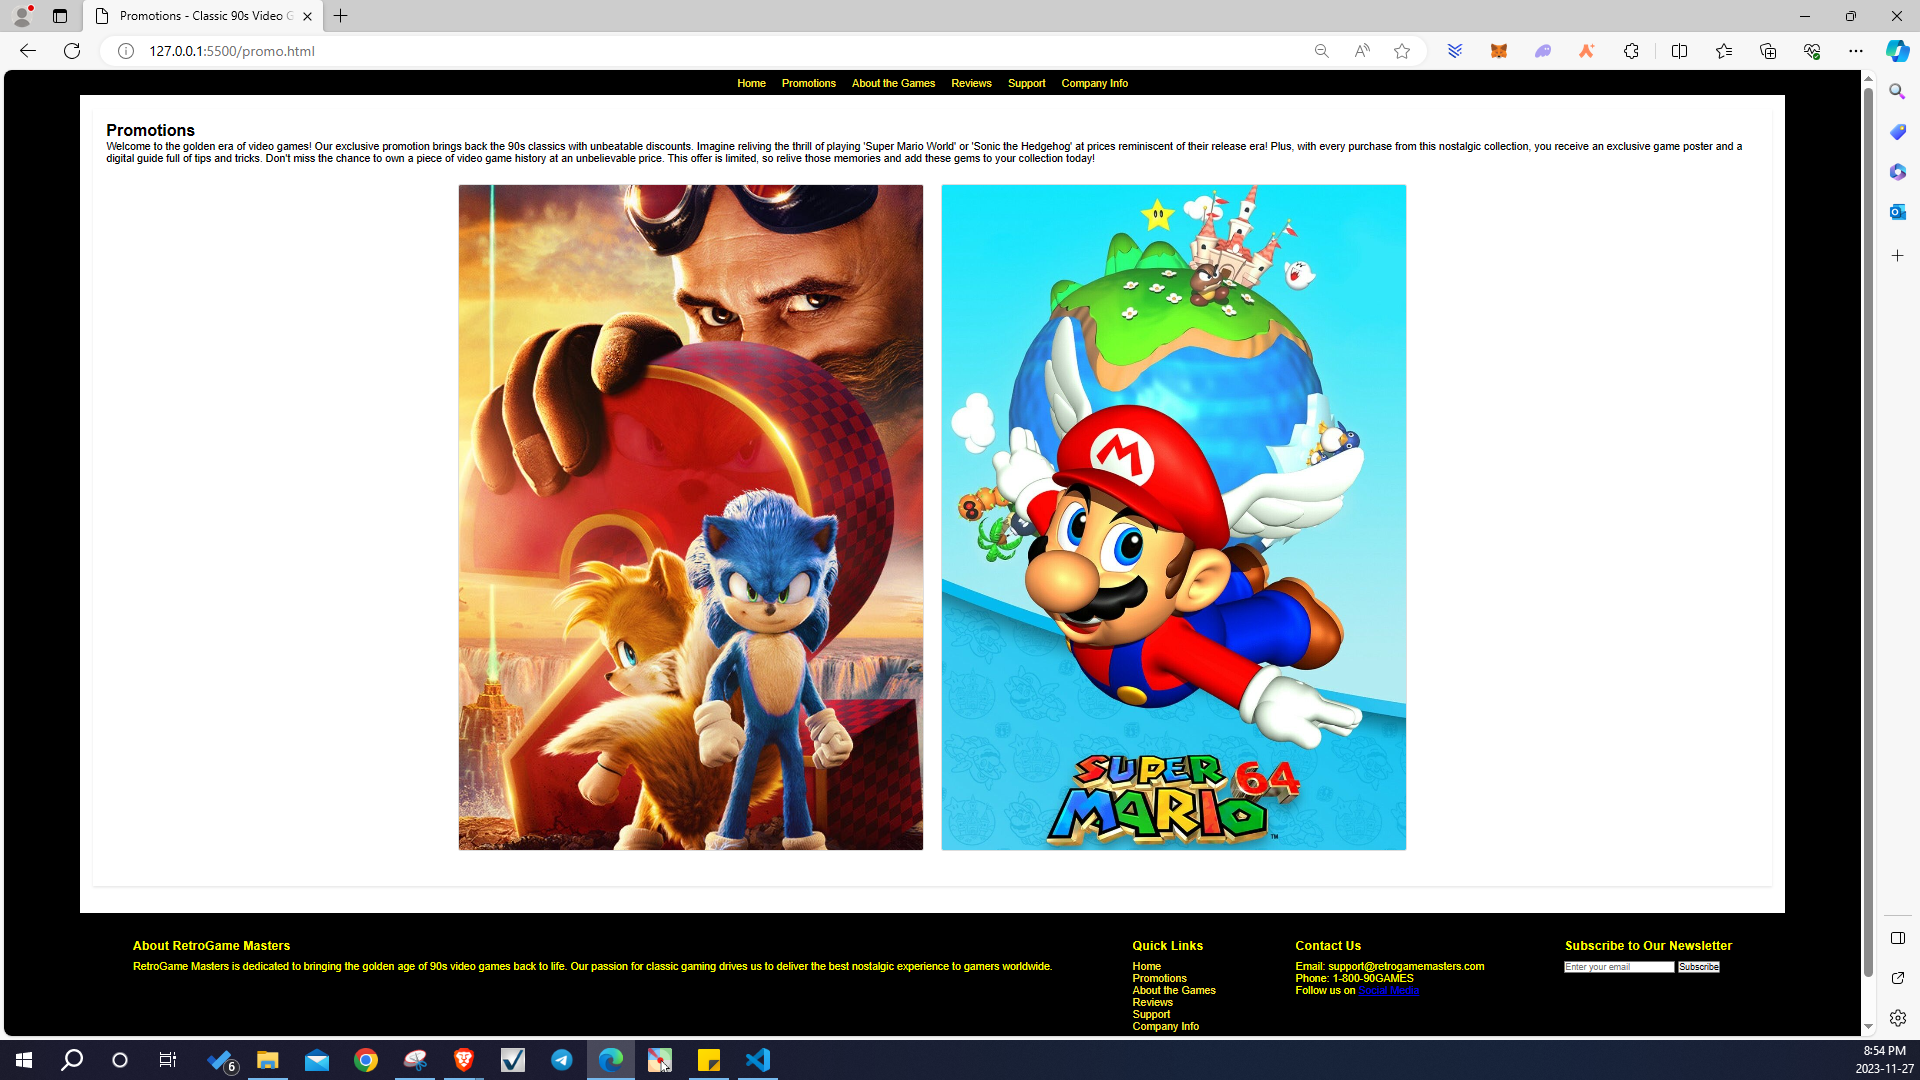 Promotions - Classic 90s Video G
127.0.0.1:5500/promo.html
Home Promotions About the Games Reviews Support Company Info
Promotions
Welcome to the golden era of video games! Our exclusive promotion brings back the 90s classics with unbeatable discounts. Imagine reliving the thrill of playing 'Super Mario World' or 'Sonic the Hedgehog' at prices reminiscent of their release era! Plus, with every purchase from this nostalgic collection, you receive an exclusive game poster and a
digital guide full of tips and tricks. Don't miss the chance to own a piece of video game history at an unbelievable price. This offer is limited, so relive those memories and add these gems to your collection today!
M
8
SUPER
MARIO 64
TM
About RetroGame Masters
RetroGame Masters is dedicated to bringing the golden age of 90s video games back to life. Our passion for classic gaming drives us to deliver the best nostalgic experience to gamers worldwide.
Quick Links
Home
Promotions
About the Games
Reviews
Support
Company Info
Contact Us
Email: support@retrogamemasters.com
Phone: 1-800-90GAMES
Follow us on Social Media
Subscribe to Our Newsletter
Enter your email Subscribe
6
8:54 PM
2023-11-27